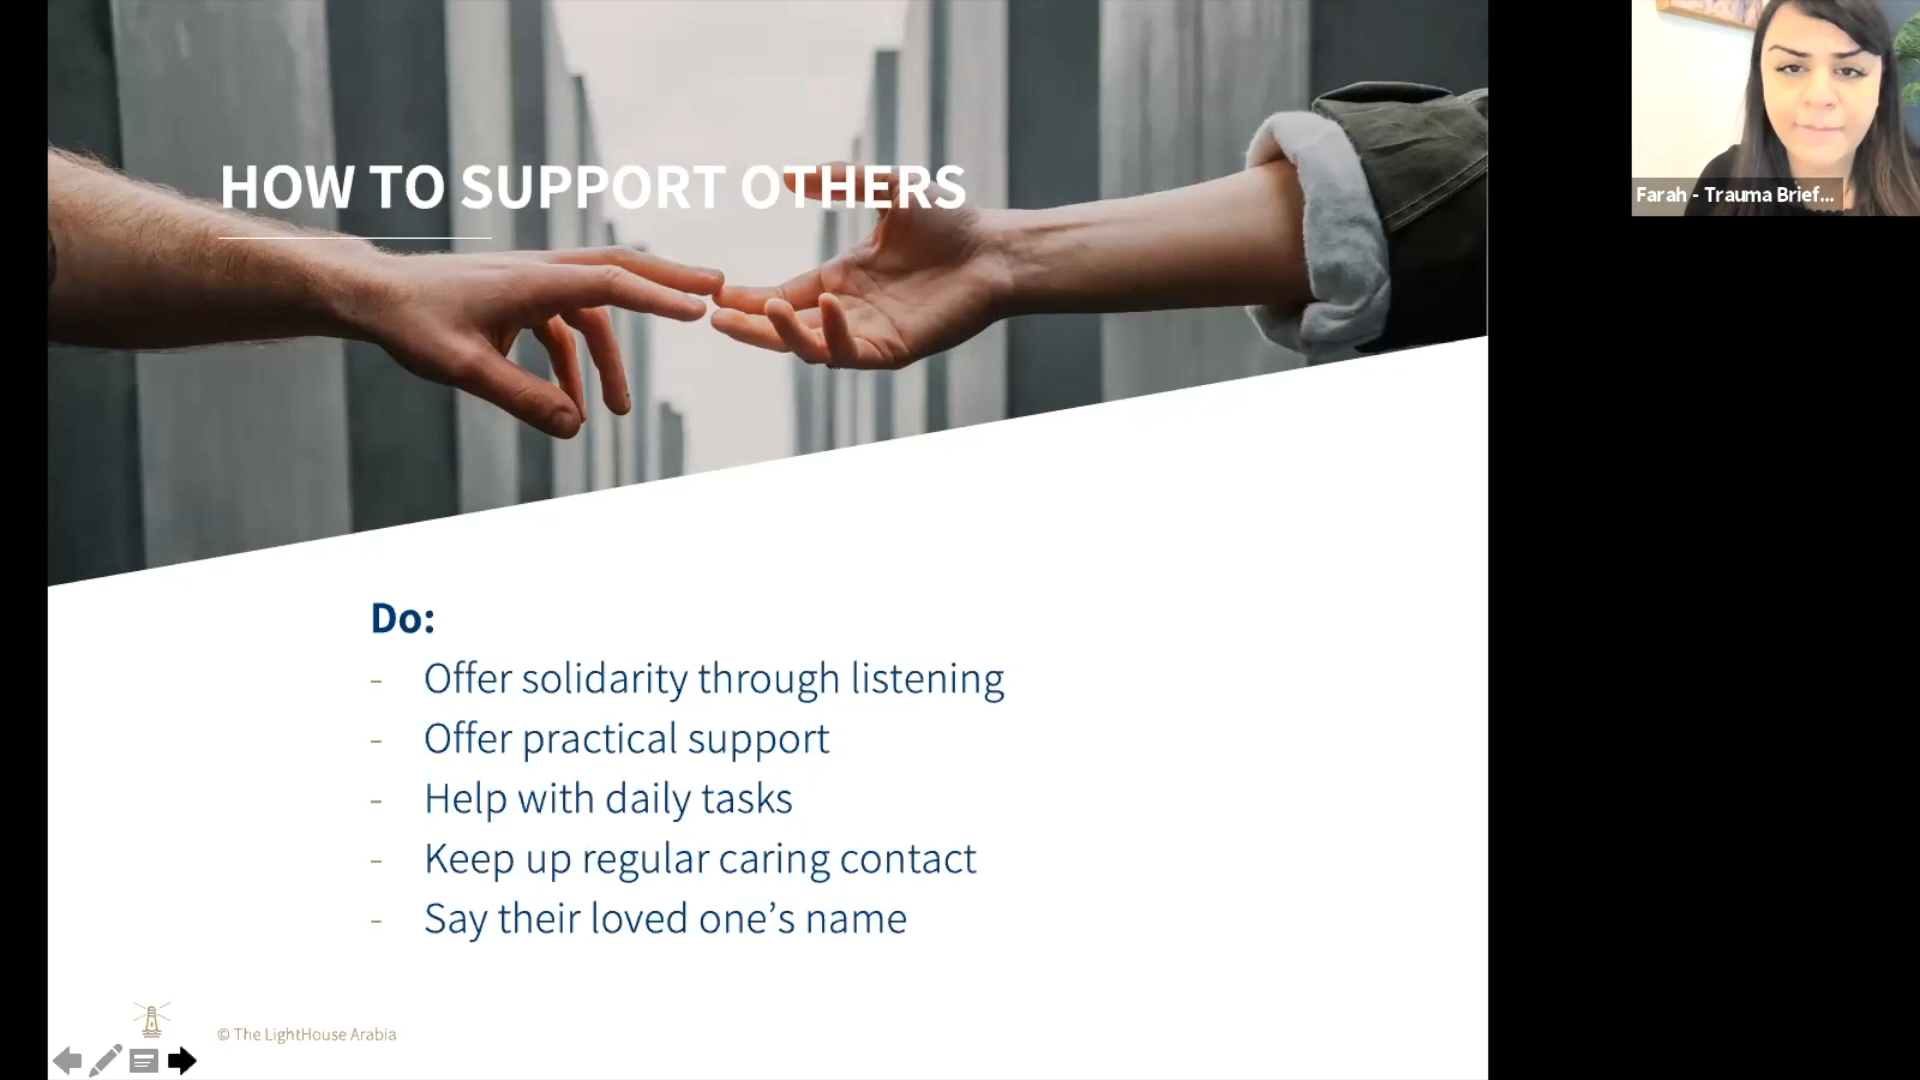 HOW TO SUPPORT OTHERS
Farah - Trauma Brief...
Do:
- Offer solidarity through listening
- Offer practical support
- Help with daily tasks
- Keep up regular caring contact
- Say their loved one’s name
© The LightHouse Arabia